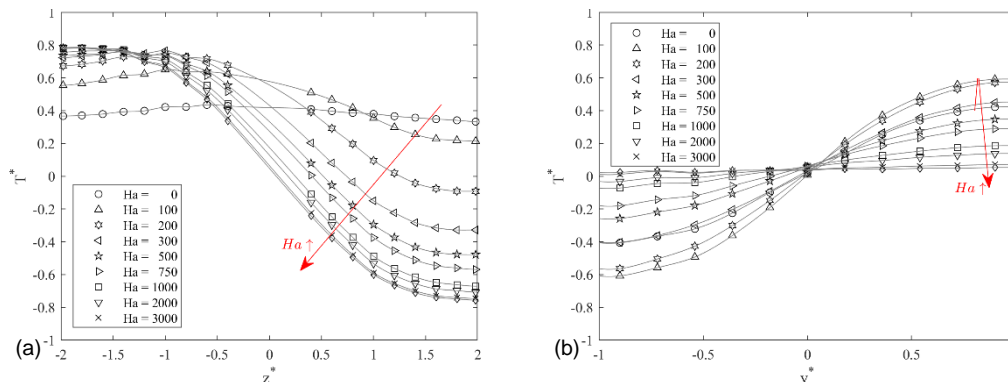 1
0.8
0.6
0.4
0.2
0
-0.2
-0.4
-0.6
-0.8
-1
T*
-2
-1.5
-1
-0.5
0
0.5
1
1.5
2
z*
Ha = 0
Ha = 100
Ha = 200
Ha = 300
Ha = 500
Ha = 750
Ha = 1000
Ha = 2000
Ha = 3000
Ha ↑
(a)
1
0.8
0.6
0.4
0.2
0
-0.2
-0.4
-0.6
-0.8
-1
T*
-1
-0.5
0
0.5
Ha = 0
Ha = 100
Ha = 200
Ha = 300
Ha = 500
Ha = 750
Ha = 1000
Ha = 2000
Ha = 3000
Ha ↑
(b)